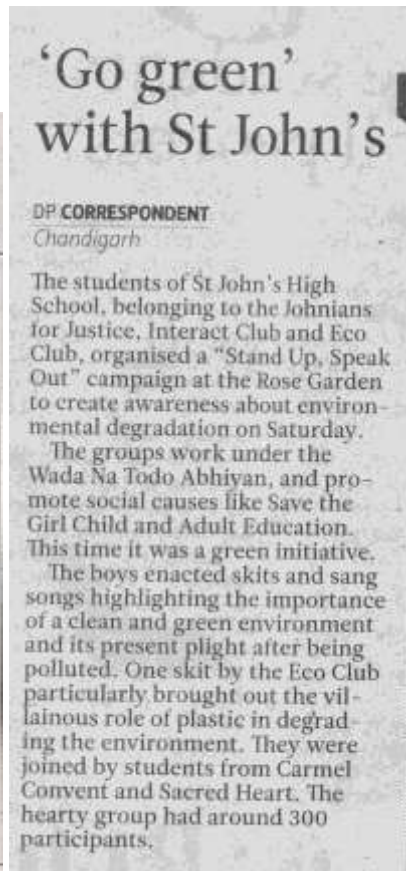 ‘Go green’
with St John’s
DP CORRESPONDENT
Chandigarh
The students of St John’s High
School, belonging to the Johnians
for Justice, Interact Club and Eco
Club, organised a “Stand Up, Speak
Out” campaign at the Rose Garden
to create awareness about environ-
mental degradation on Saturday.
The groups work under the
Wada Na Todo Abhiyan, and pro-
mote social causes like Save the
Girl Child and Adult Education.
This time it was a green initiative.
The boys enacted skits and sang
songs highlighting the importance
of a clean and green environment
and its present plight after being
polluted. One skit by the Eco Club
particularly brought out the vil-
lainous role of plastic in degrad-
ing the environment. They were
joined by students from Carmel
Convent and Sacred Heart. The
hearty group had around 300
participants.